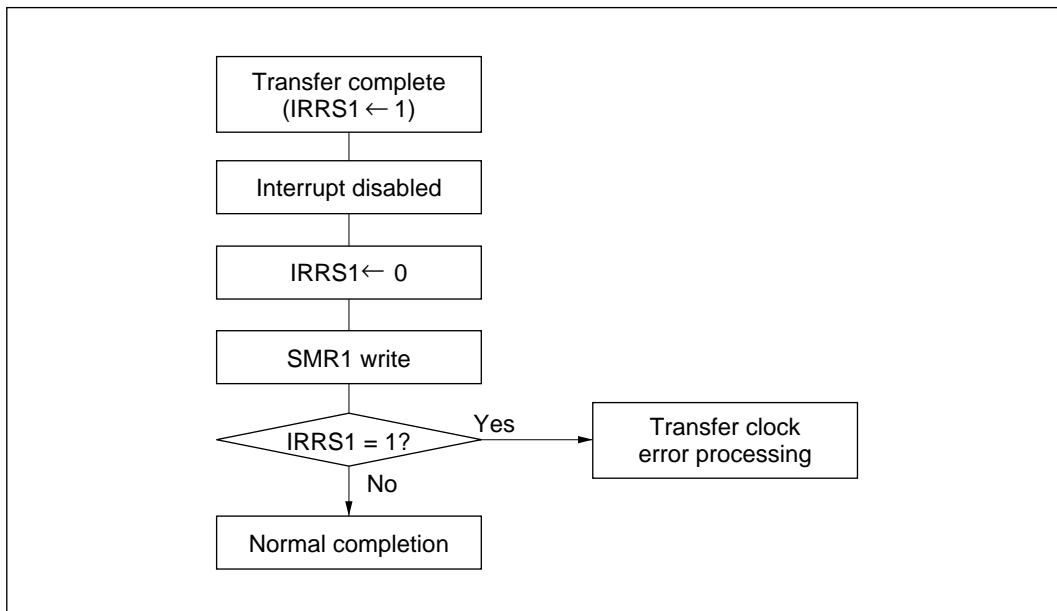 Transfer complete
(IRRS1 ← 1)
Interrupt disabled
IRRS1← 0
SMR1 write
IRRS1 = 1?
Yes
Transfer clock
error processing
No
Normal completion